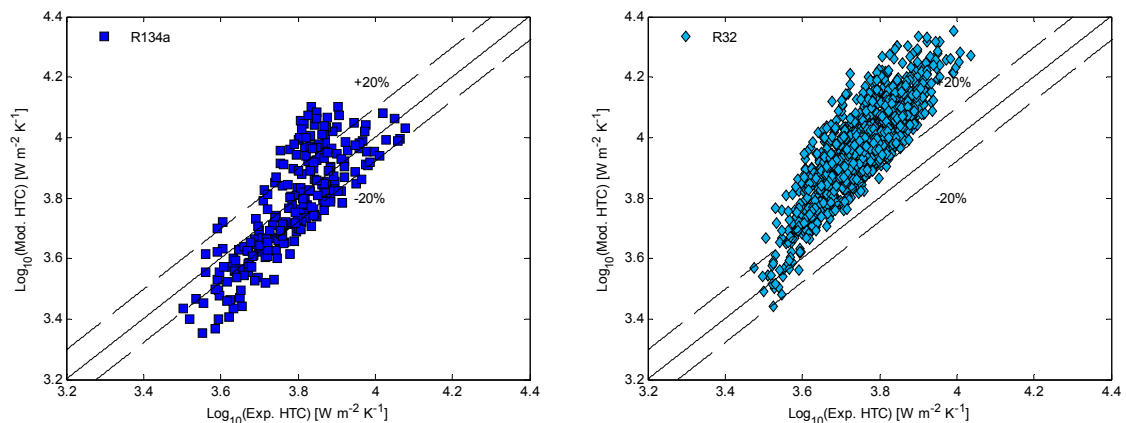 4.4
4.2
4
3.8
3.6
3.4
3.2
3.2 3.4 3.6 3.8 4 4.2 4.4
Log₁₀(Mod. HTC) [W m⁻² K⁻¹]
Log₁₀(Exp. HTC) [W m⁻² K⁻¹]
R134a
+20%
-20%
4.4
4.2
4
3.8
3.6
3.4
3.2
3.2 3.4 3.6 3.8 4 4.2 4.4
Log₁₀(Mod. HTC) [W m⁻² K⁻¹]
Log₁₀(Exp. HTC) [W m⁻² K⁻¹]
R32
+20%
-20%